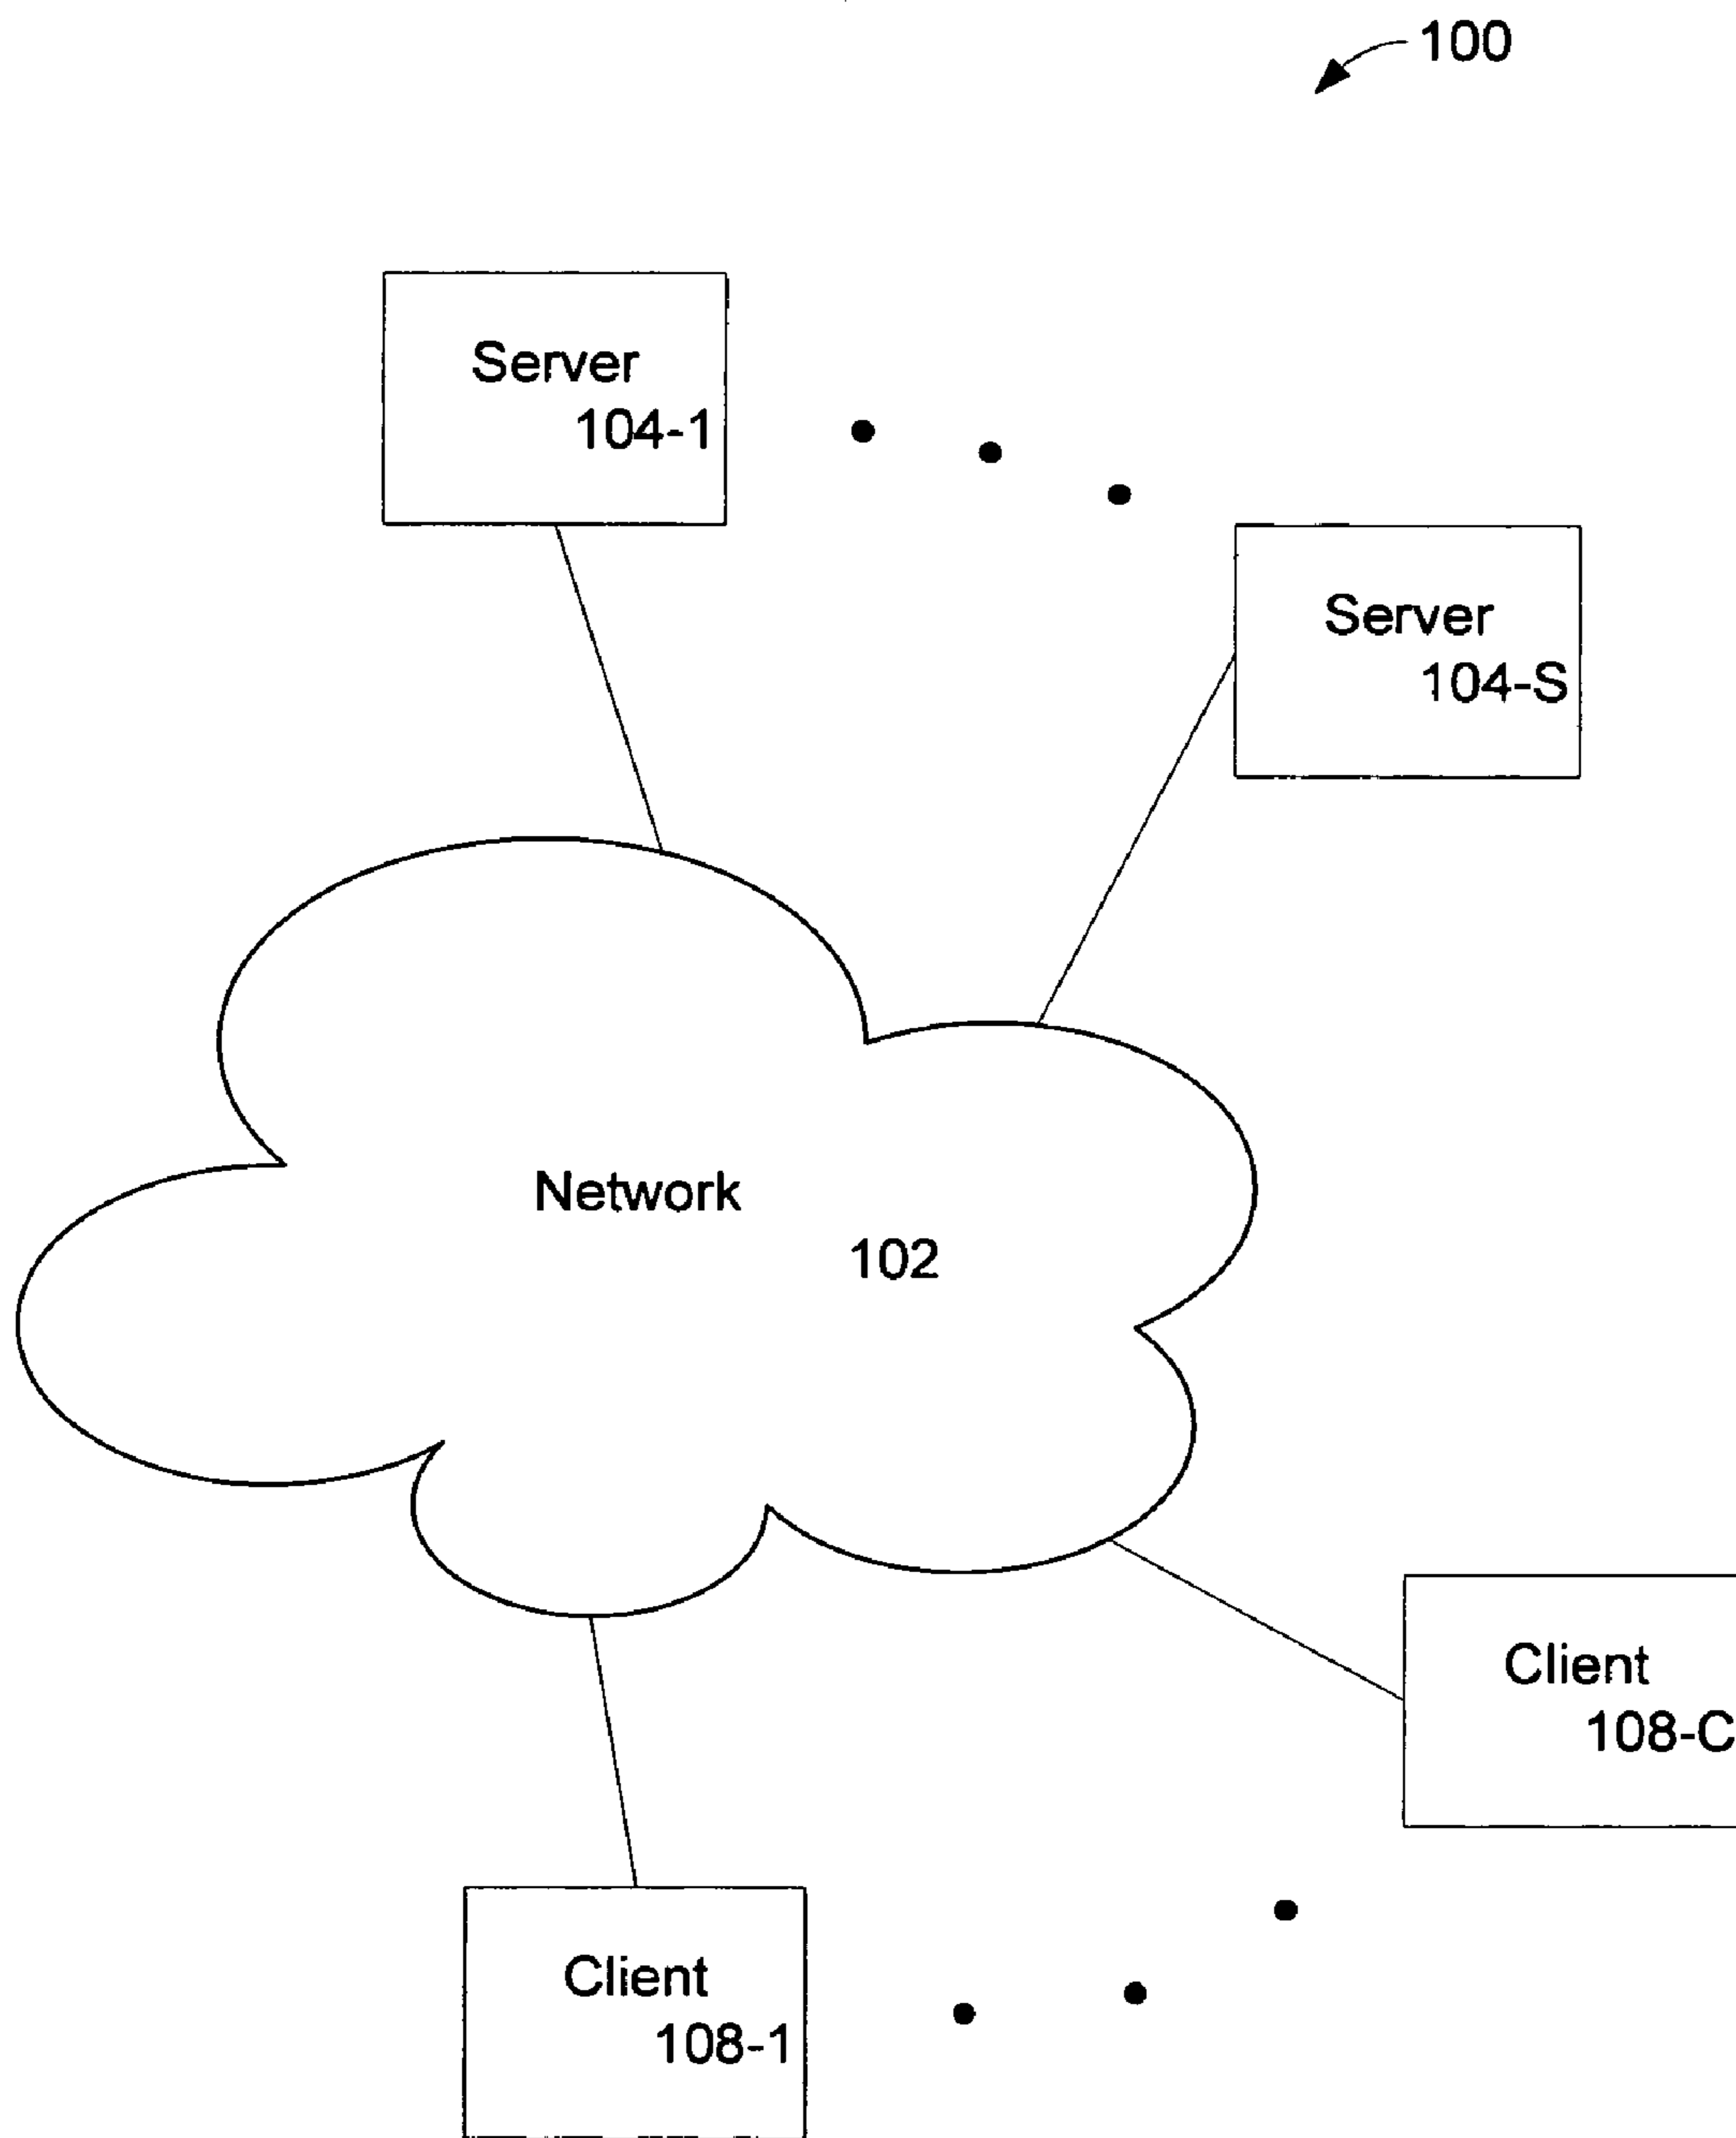 100
Server
104-1
Server
104-S
Network
102
Client
108-C
Client
108-1